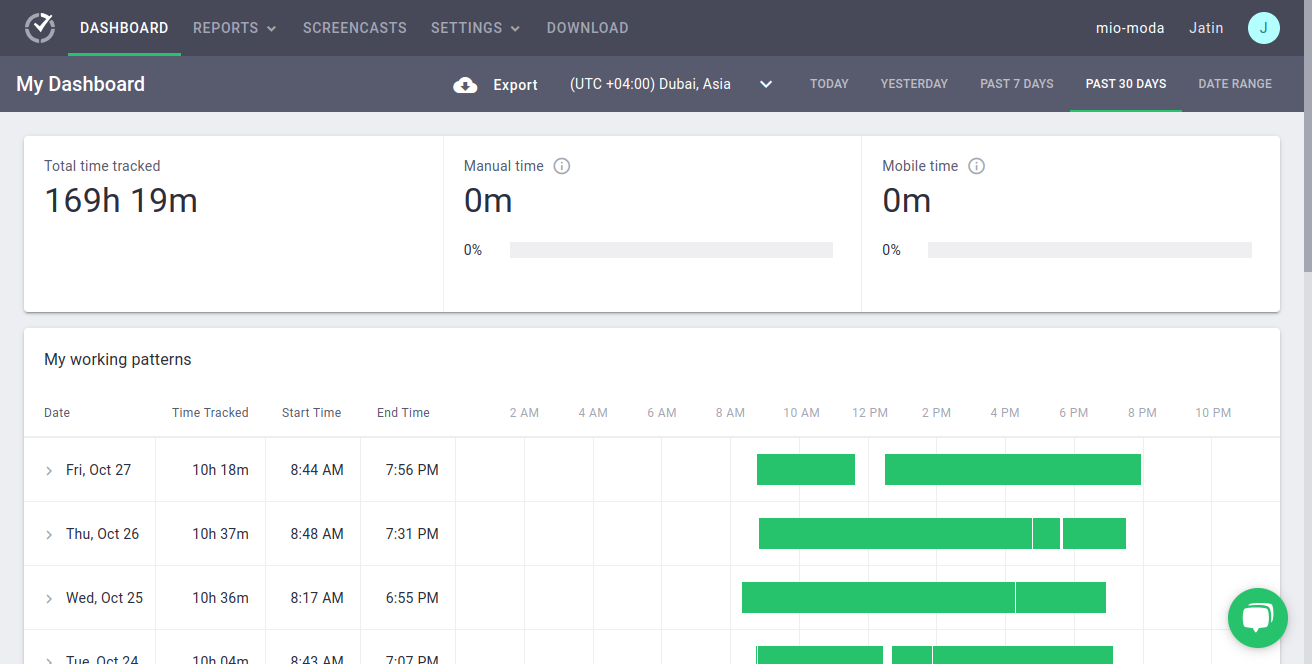 DASHBOARD REPORTS SCREENCASTS SETTINGS DOWNLOAD mio-moda Jatin J
My Dashboard Export (UTC +04:00) Dubai, Asia TODAY YESTERDAY PAST 7 DAYS PAST 30 DAYS DATE RANGE
Total time tracked Manual time Mobile time
169h 19m 0m 0m
0% 0%
My working patterns
Date Time Tracked Start Time End Time 2 AM 4 AM 6 AM 8 AM 10 AM 12 PM 2 PM 4 PM 6 PM 8 PM 10 PM
Fri, Oct 27 10h 18m 8:44 AM 7:56 PM
Thu, Oct 26 10h 37m 8:48 AM 7:31 PM
Wed, Oct 25 10h 36m 8:17 AM 6:55 PM
Tue, Oct 24 10h 04m 8:43 AM 7:07 PM